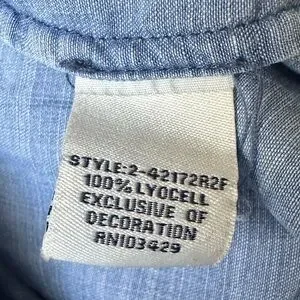 STYLE:2-42172R2F
100% LYOCELL
EXCLUSIVE OF
DECORATION
RN103429